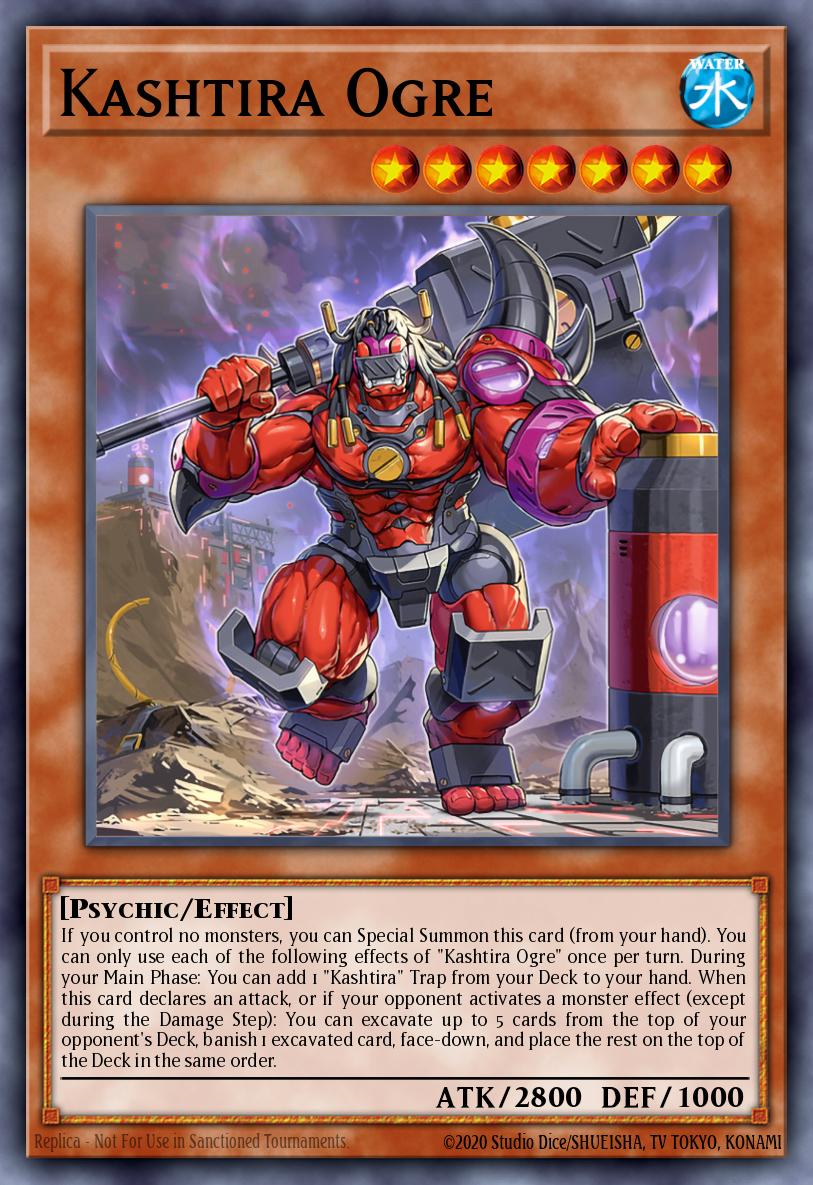 Kashtira Ogre
WATER
水
[Psychic/Effect]
If you control no monsters, you can Special Summon this card (from your hand). You
can only use each of the following effects of "Kashtira Ogre" once per turn. During
your Main Phase: You can add 1 "Kashtira" Trap from your Deck to your hand. When
this card declares an attack, or if your opponent activates a monster effect (except
during the Damage Step): You can excavate up to 5 cards from the top of your
opponent's Deck, banish 1 excavated card, face-down, and place the rest on the top of
the Deck in the same order.
ATK/2800 DEF/1000
Replica - Not For Use in Sanctioned Tournaments.
©2020 Studio Dice/SHUEISHA, TV TOKYO, KONAMI